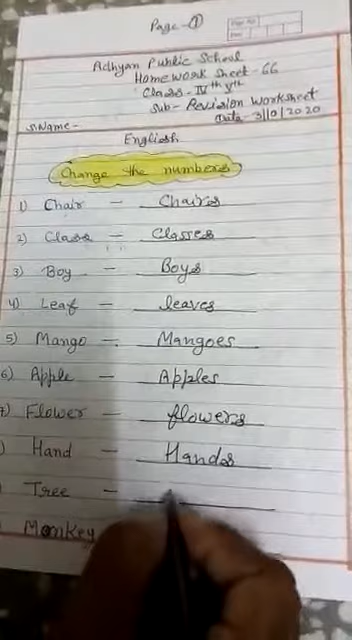 Page - ①
Adhyan Public School
Homework Sheet - 66
Class - IVth
Sub - Revision Worksheet
Date - 3/10/2020
S.Name -
English
Change the numbers
1) Chair - Chairs
2) Class - Classes
3) Boy - Boys
4) Leaf - leaves
5) Mango - Mangoes
6) Apple - Apples
7) Flower - flowers
) Hand - Hands
Tree -
Monkey